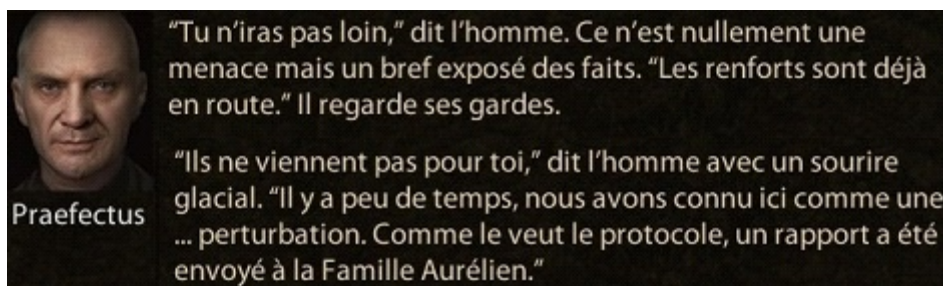 “Tu n’iras pas loin,” dit l’homme. Ce n’est nullement une
menace mais un bref exposé des faits. “Les renforts sont déjà
en route.” Il regarde ses gardes.
“Ils ne viennent pas pour toi,” dit l’homme avec un sourire
glacial. “Il y a peu de temps, nous avons connu ici comme une
... perturbation. Comme le veut le protocole, un rapport a été
envoyé à la Famille Aurélien.”
Praefectus